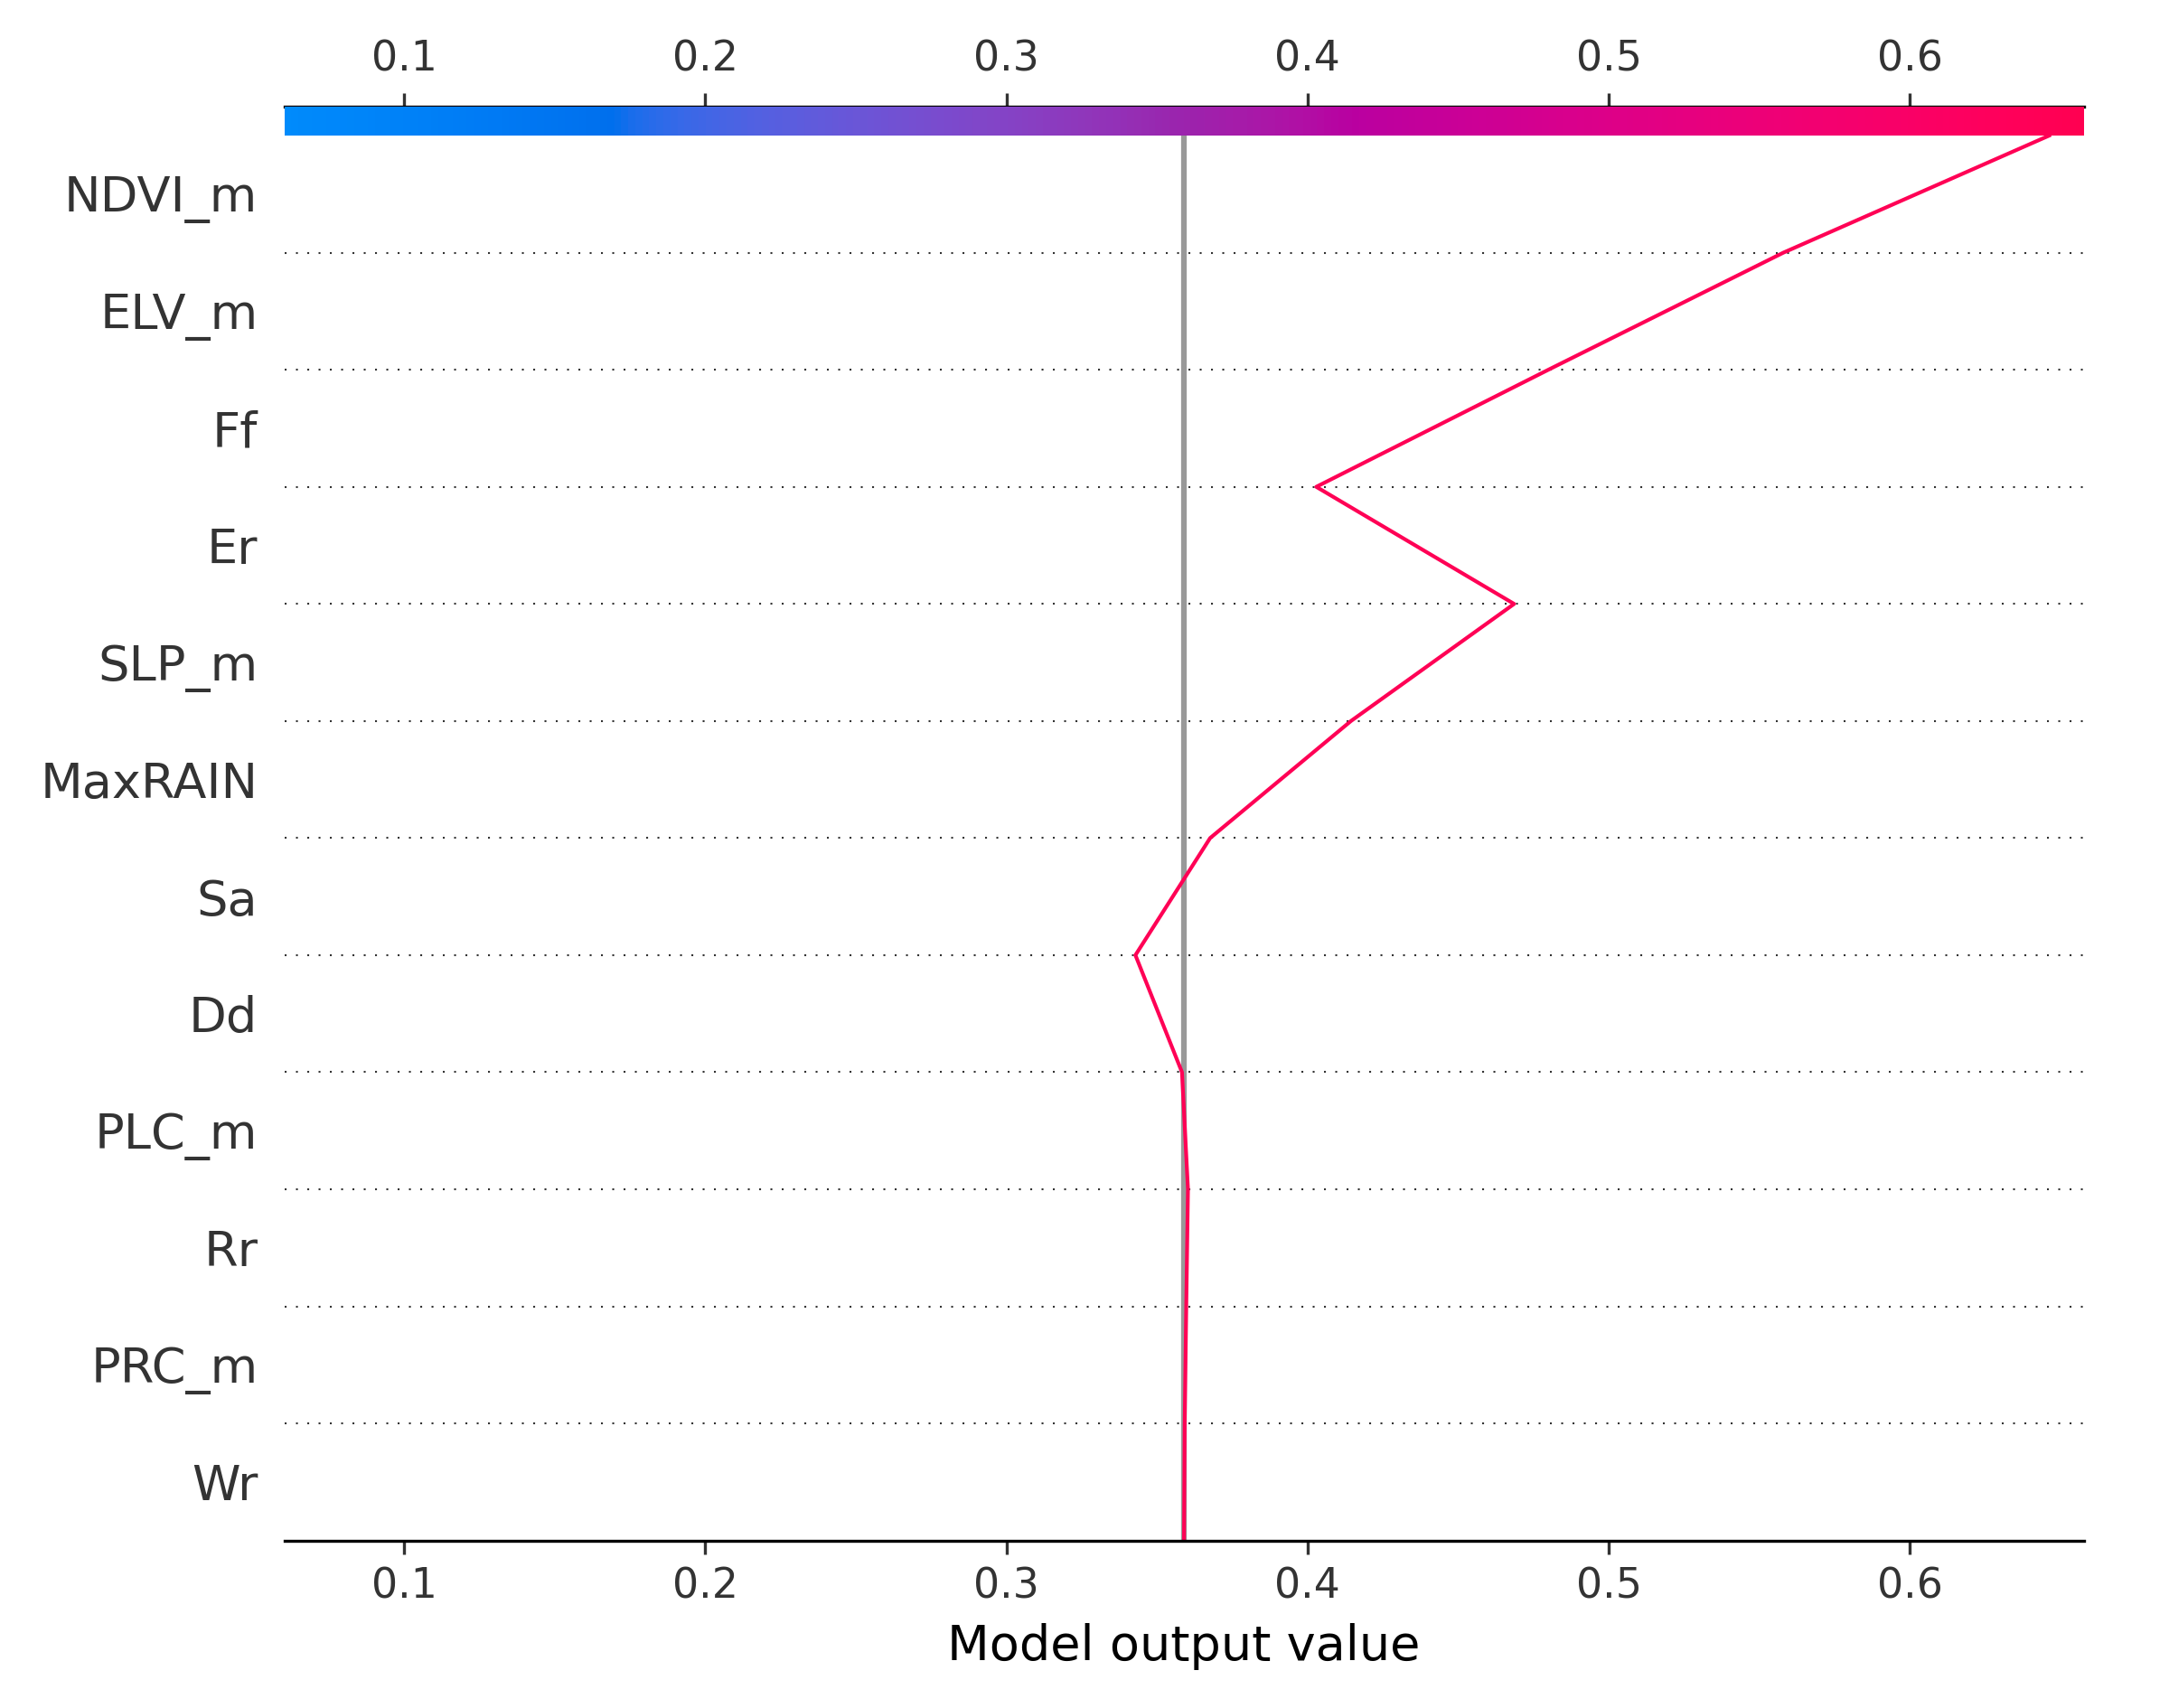 0.1 0.2 0.3 0.4 0.5 0.6
NDVI_m
ELV_m
Ff
Er
SLP_m
MaxRAIN
Sa
Dd
PLC_m
Rr
PRC_m
Wr
0.1 0.2 0.3 0.4 0.5 0.6
Model output value